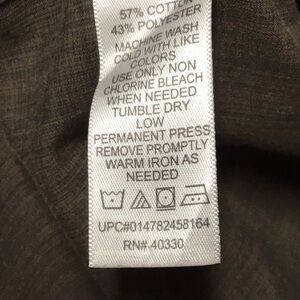 57% COTTON
43% POLYESTER
MACHINE WASH
COLD WITH LIKE
COLORS
USE ONLY NON
CHLORINE BLEACH
WHEN NEEDED
TUMBLE DRY
LOW
PERMANENT PRESS
REMOVE PROMPTLY
WARM IRON AS
NEEDED
UPC#014782458164
RN# 40330